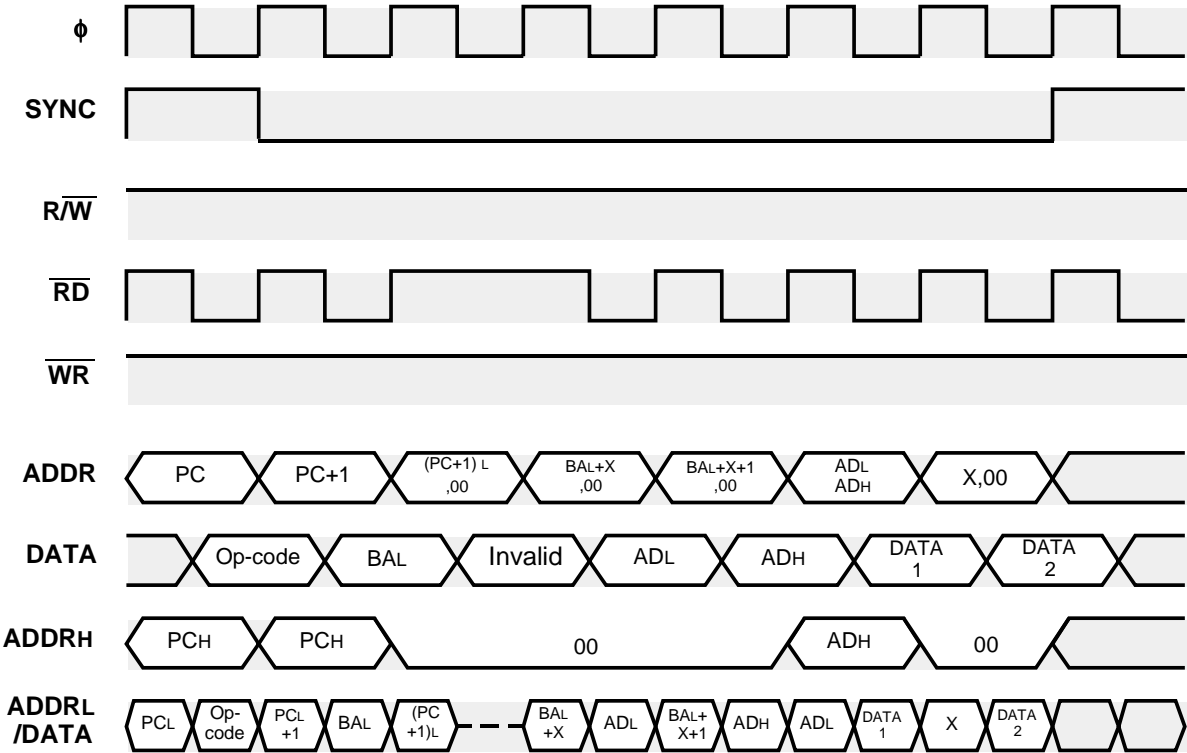 ϕ
SYNC
R/W
RD
WR
ADDR
PC
PC+1
(PC+1) L
,00
BAL+X
,00
BAL+X+1
,00
ADL
ADH
X,00
DATA
Op-code
BAL
Invalid
ADL
ADH
DATA
1
DATA
2
ADDRH
PCH
PCH
00
ADH
00
ADDRL
/DATA
PCL
Op-
code
PCL
+1
BAL
(PC
+1)L
BAL
+X
ADL
BAL+
X+1
ADH
ADL
DATA
1
X
DATA
2